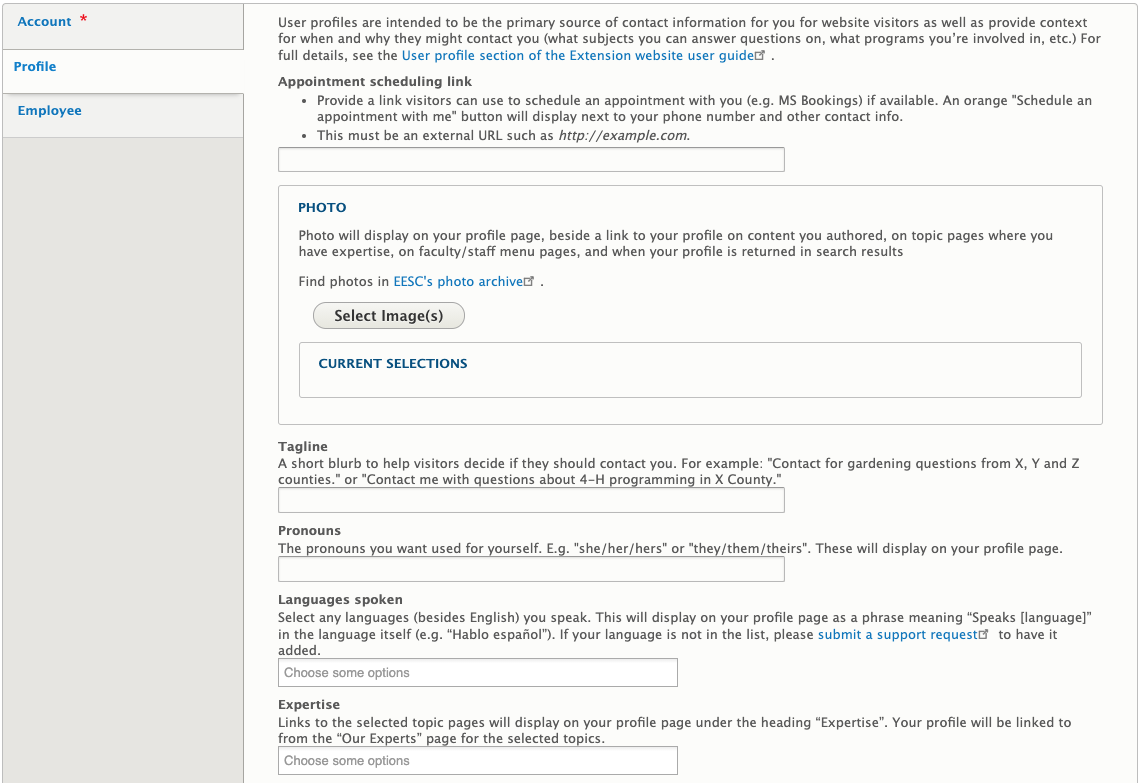 Account *
Profile
Employee
User profiles are intended to be the primary source of contact information for you for website visitors as well as provide context
for when and why they might contact you (what subjects you can answer questions on, what programs you’re involved in, etc.) For
full details, see the User profile section of the Extension website user guide .
Appointment scheduling link
• Provide a link visitors can use to schedule an appointment with you (e.g. MS Bookings) if available. An orange "Schedule an
appointment with me" button will display next to your phone number and other contact info.
• This must be an external URL such as http://example.com.
PHOTO
Photo will display on your profile page, beside a link to your profile on content you authored, on topic pages where you
have expertise, on faculty/staff menu pages, and when your profile is returned in search results
Find photos in EESC's photo archive .
Select Image(s)
CURRENT SELECTIONS
Tagline
A short blurb to help visitors decide if they should contact you. For example: "Contact for gardening questions from X, Y and Z
counties." or "Contact me with questions about 4-H programming in X County."
Pronouns
The pronouns you want used for yourself. E.g. "she/her/hers" or "they/them/theirs". These will display on your profile page.
Languages spoken
Select any languages (besides English) you speak. This will display on your profile page as a phrase meaning “Speaks [language]”
in the language itself (e.g. “Hablo español”). If your language is not in the list, please submit a support request to have it
added.
Choose some options
Expertise
Links to the selected topic pages will display on your profile page under the heading “Expertise”. Your profile will be linked to
from the “Our Experts” page for the selected topics.
Choose some options